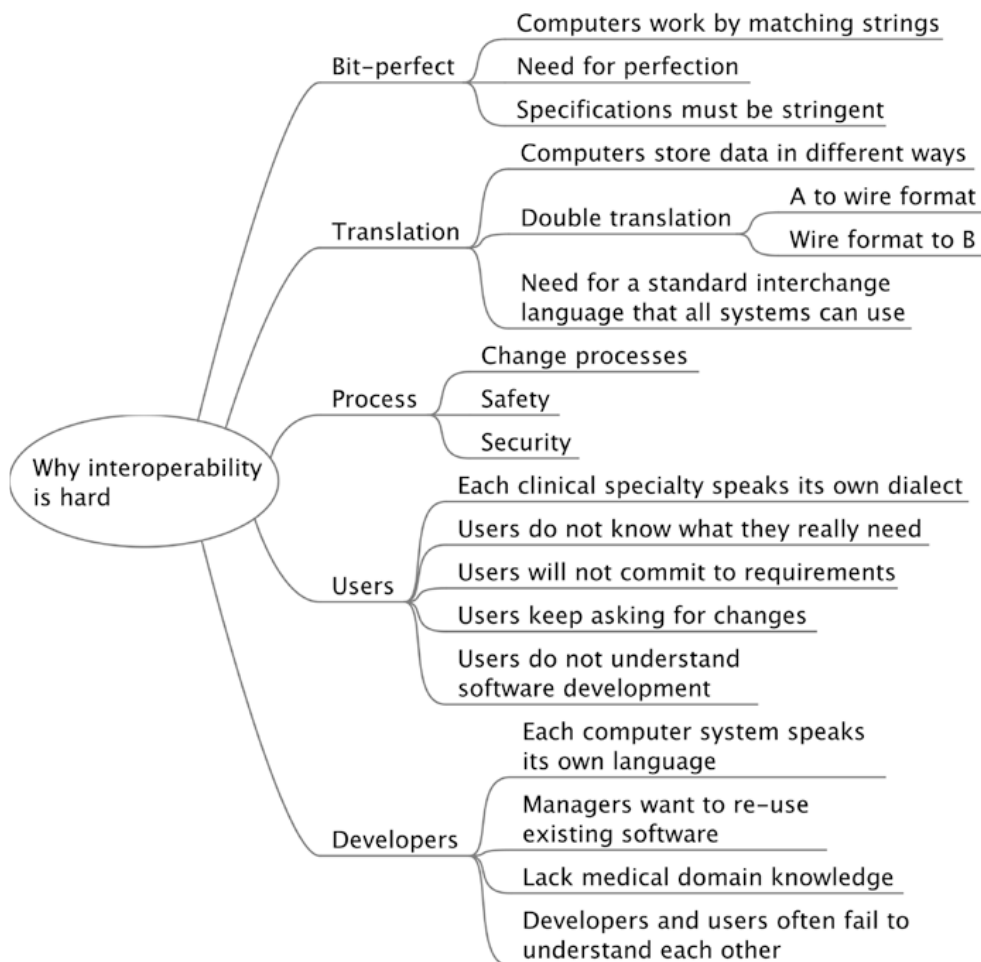 Why interoperability
is hard
Bit-perfect
Computers work by matching strings
Need for perfection
Specifications must be stringent
Translation
Computers store data in different ways
Double translation
A to wire format
Wire format to B
Need for a standard interchange
language that all systems can use
Process
Change processes
Safety
Security
Users
Each clinical specialty speaks its own dialect
Users do not know what they really need
Users will not commit to requirements
Users keep asking for changes
Users do not understand
software development
Developers
Each computer system speaks
its own language
Managers want to re-use
existing software
Lack medical domain knowledge
Developers and users often fail to
understand each other